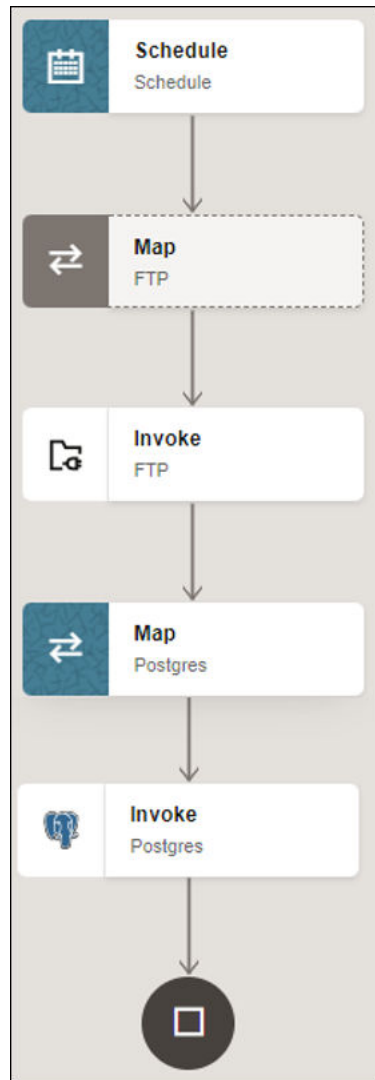 Schedule
Schedule
Map
FTP
Invoke
FTP
Map
Postgres
Invoke
Postgres